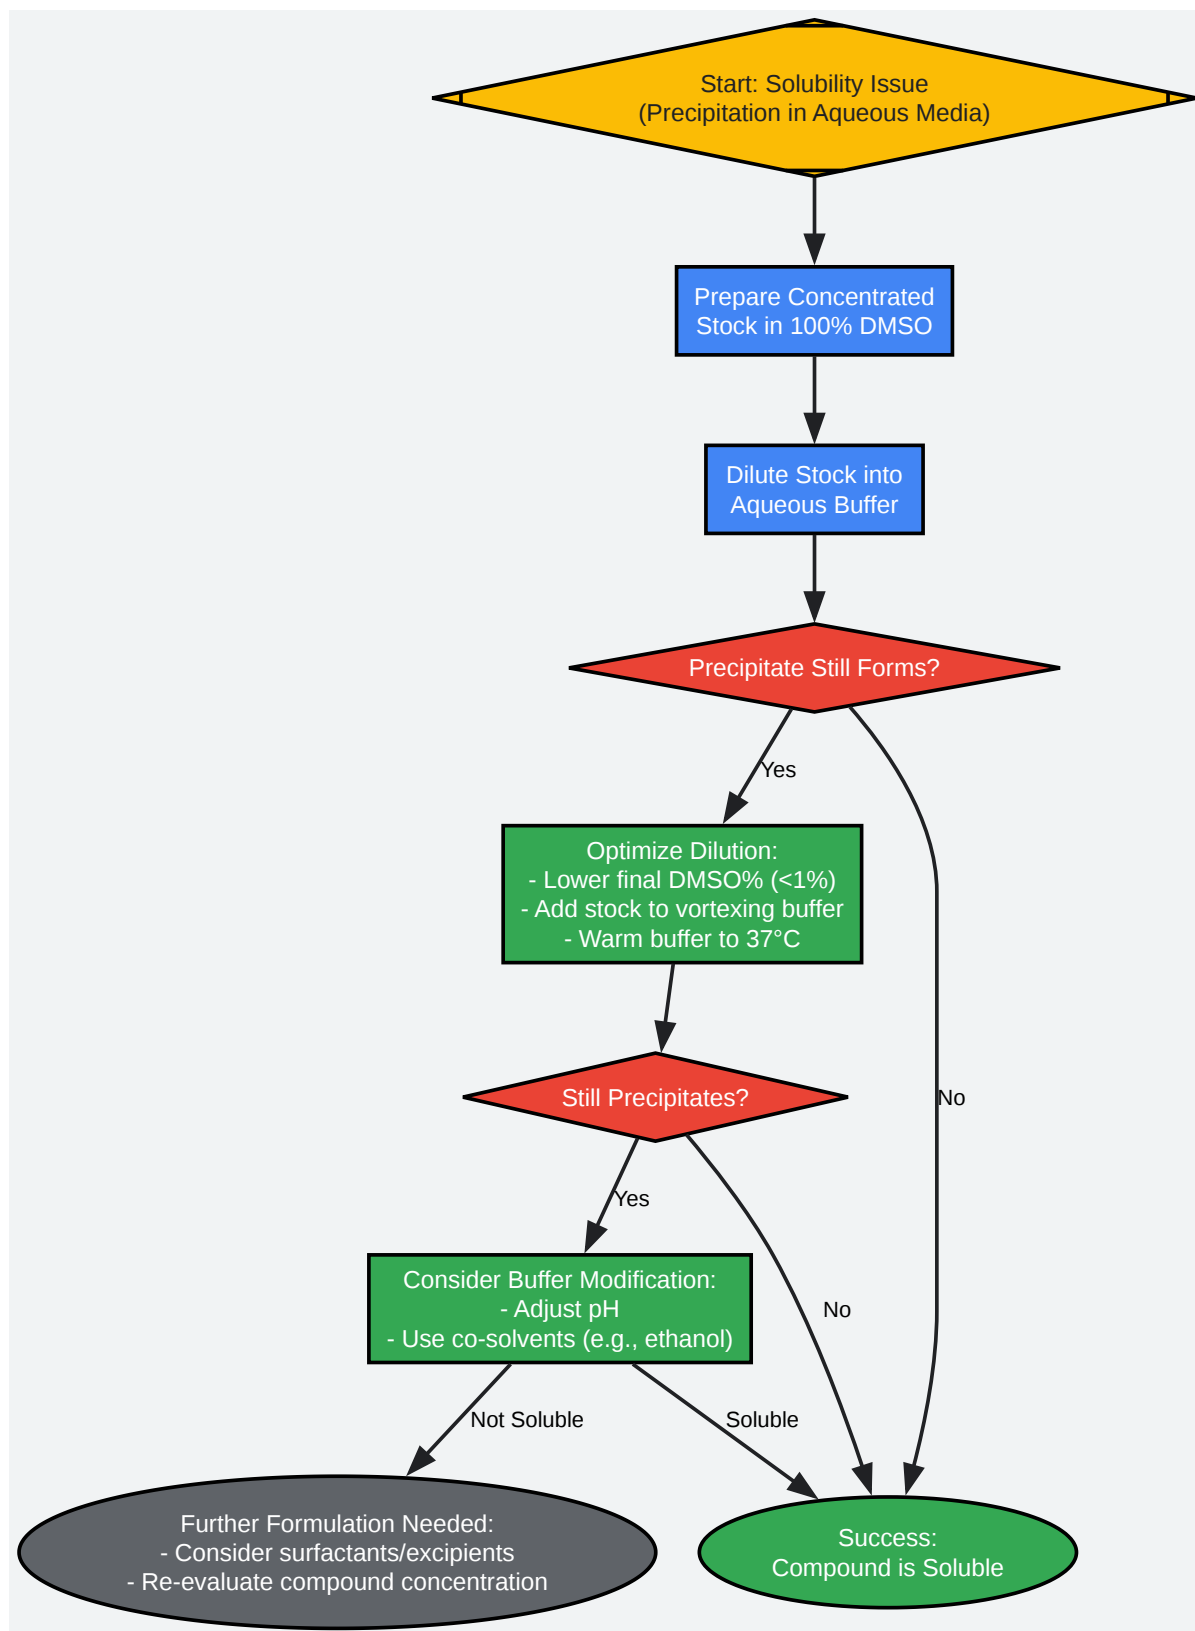 Start: Solubility Issue
(Precipitation in Aqueous Media)
Prepare Concentrated
Stock in 100% DMSO
Dilute Stock into
Aqueous Buffer
Precipitate Still Forms?
Yes
Optimize Dilution:
- Lower final DMSO% (<1%)
- Add stock to vortexing buffer
- Warm buffer to 37°C
Still Precipitates?
No
Yes
Consider Buffer Modification:
- Adjust pH
- Use co-solvents (e.g., ethanol)
No
Not Soluble
Soluble
Further Formulation Needed:
- Consider surfactants/excipients
- Re-evaluate compound concentration
Success:
Compound is Soluble